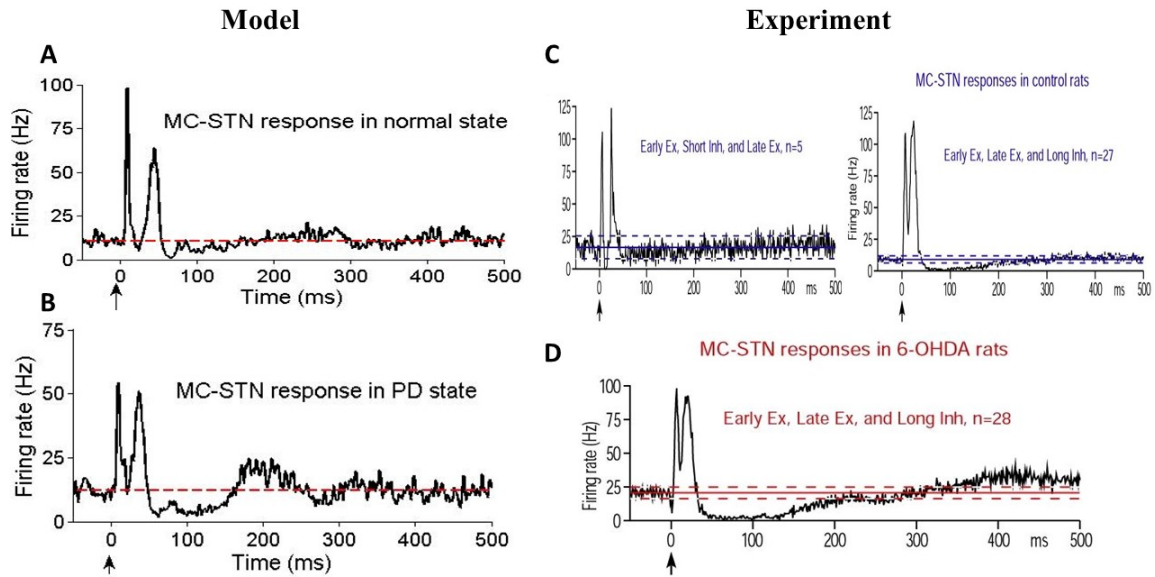 Model
Experiment
A
Firing rate (Hz)
100
75
50
25
0
MC-STN response in normal state
0
100
200
300
400
500
Time (ms)
B
Firing rate (Hz)
75
50
25
0
MC-STN response in PD state
0
100
200
300
400
500
Time (ms)
C
MC-STN responses in control rats
125
100
75
50
25
0
Early Ex, Short Inh, and Late Ex, n=5
0
100
200
300
400
ms
500
Firing rate (Hz)
125
100
75
50
25
0
Early Ex, Late Ex, and Long Inh, n=27
0
100
200
300
400
ms
500
D
MC-STN responses in 6-OHDA rats
Firing rate (Hz)
100
75
50
25
0
Early Ex, Late Ex, and Long Inh, n=28
0
100
200
300
400
ms
500